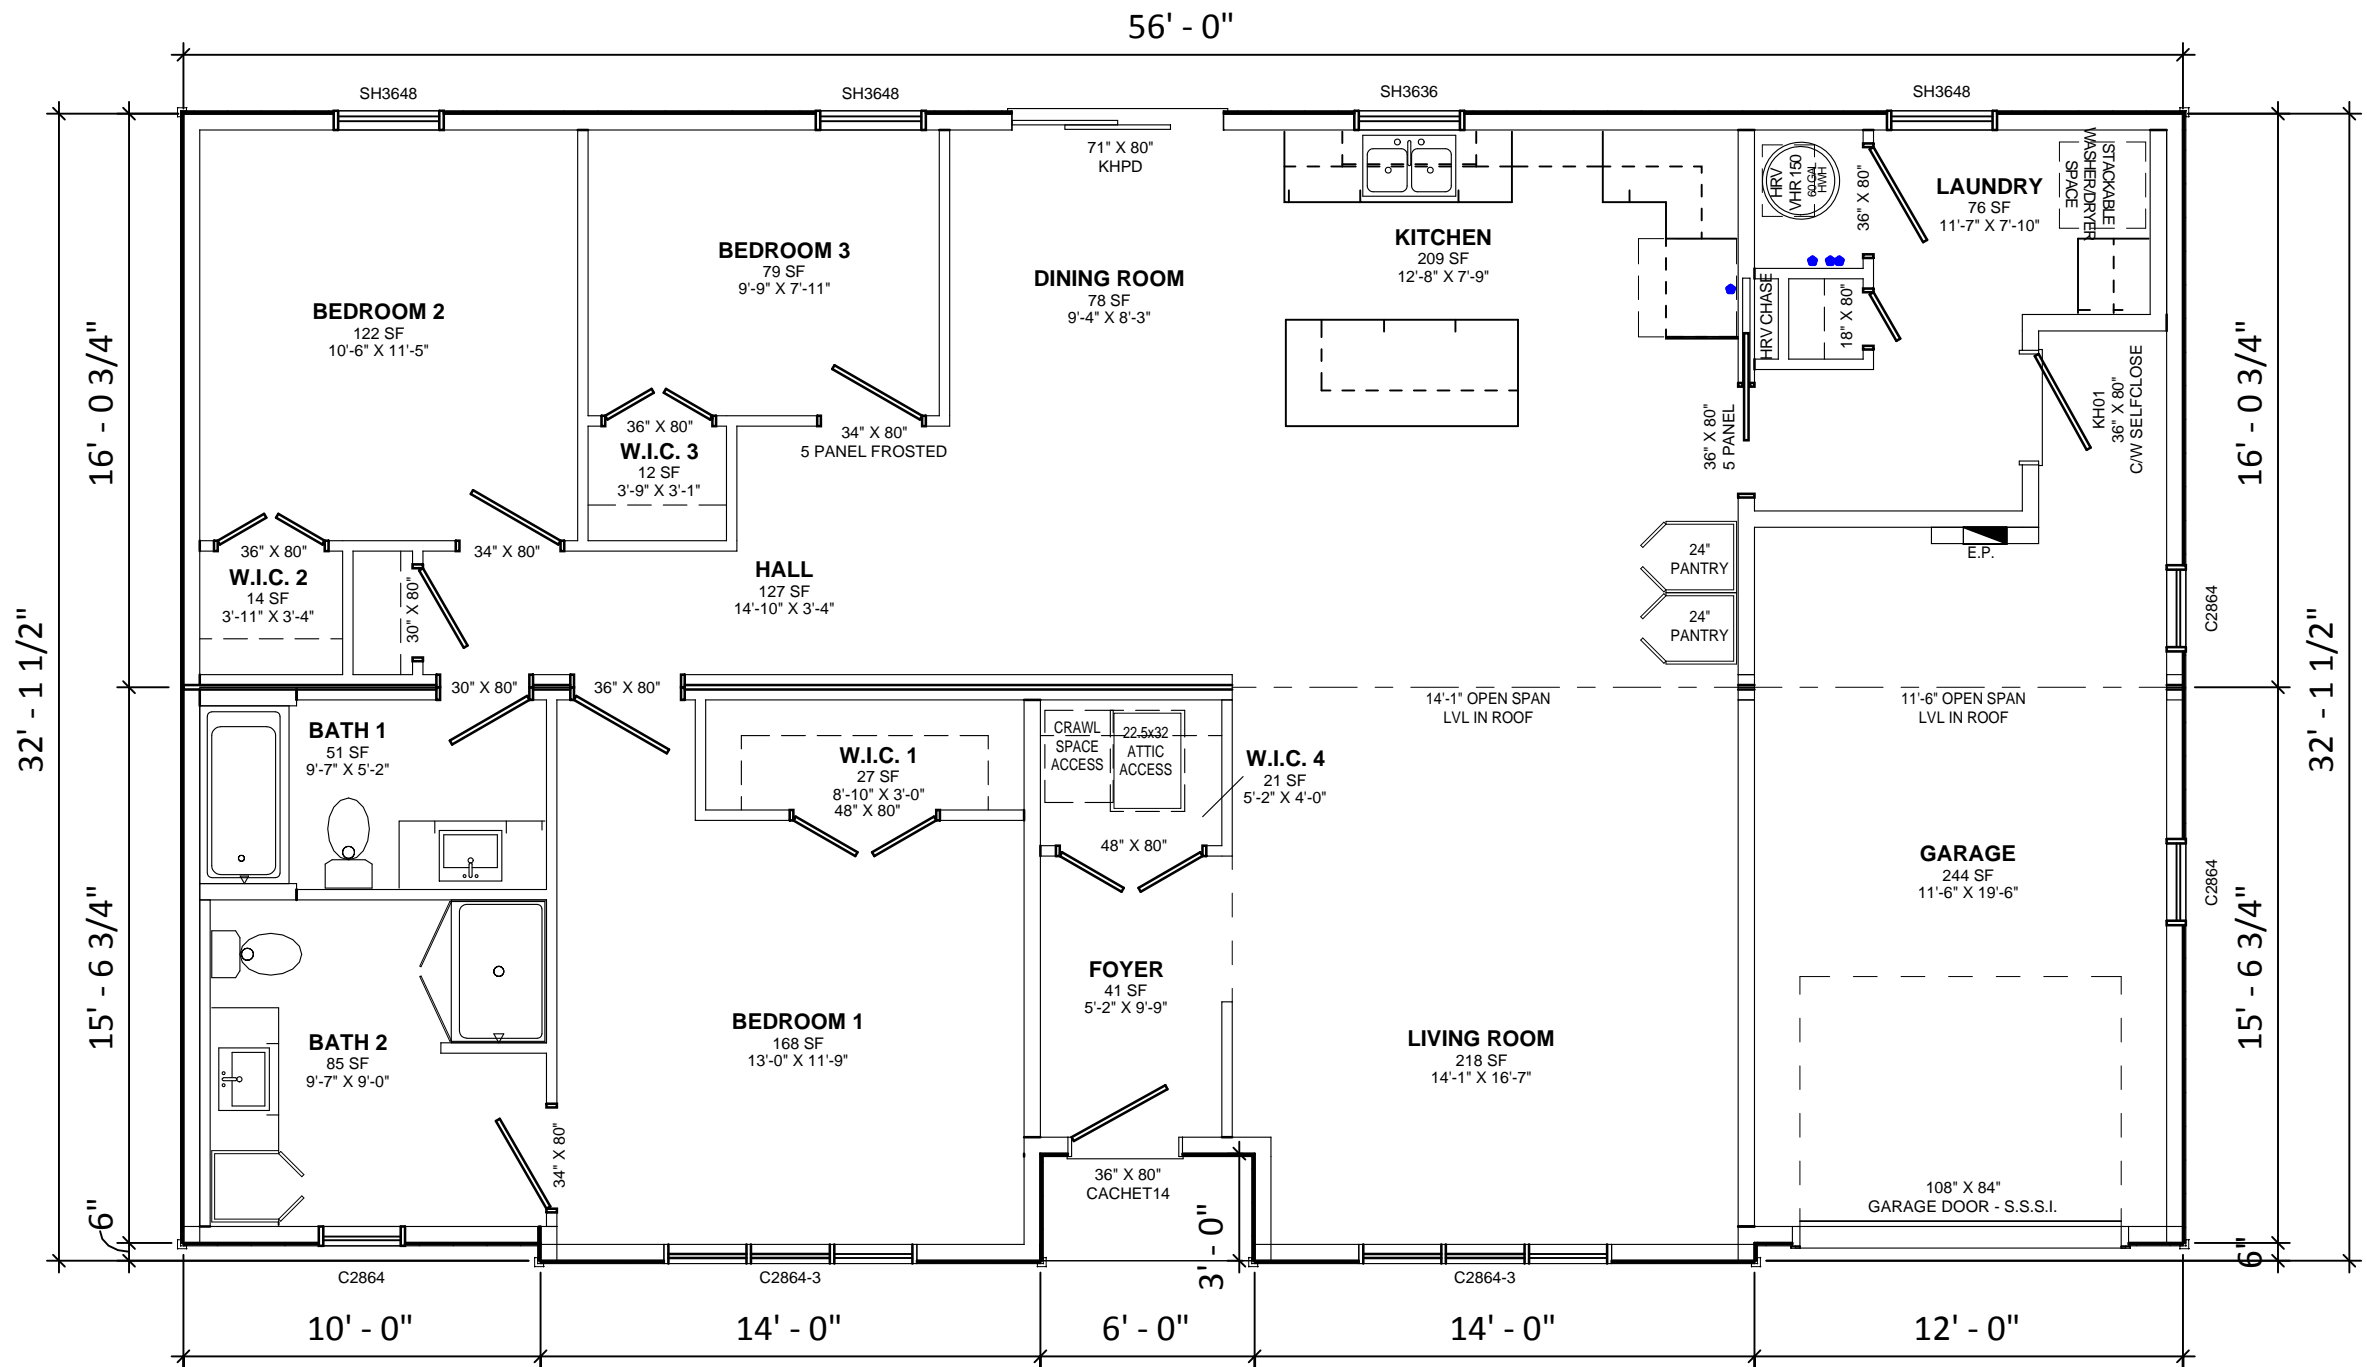 56' - 0"
SH3648
SH3648
SH3636
SH3648
71" X 80"
KHPD
BEDROOM 2
122 SF
10'-6" X 11'-5"
BEDROOM 3
79 SF
9'-9" X 7'-11"
DINING ROOM
78 SF
9'-4" X 8'-3"
KITCHEN
209 SF
12'-8" X 7'-9"
HRV
VHR150
60 GAL
HWH
36" X 80"
LAUNDRY
76 SF
11'-7" X 7'-10"
STACKABLE
WASHER/DRYER
SPACE
HRV CHASE
18" X 80"
KH01
36" X 80"
C/W SELFCLOSE
36" X 80"
5 PANEL
16' - 0 3/4"
16' - 0 3/4"
32' - 1 1/2"
32' - 1 1/2"
36" X 80"
W.I.C. 3
12 SF
3'-9" X 3'-1"
34" X 80"
5 PANEL FROSTED
36" X 80"
W.I.C. 2
14 SF
3'-11" X 3'-4"
34" X 80"
30" X 80"
HALL
127 SF
14'-10" X 3'-4"
24"
PANTRY
24"
PANTRY
E.P.
C2864
30" X 80"
36" X 80"
14'-1" OPEN SPAN
LVL IN ROOF
11'-6" OPEN SPAN
LVL IN ROOF
BATH 1
51 SF
9'-7" X 5'-2"
W.I.C. 1
27 SF
8'-10" X 3'-0"
48" X 80"
CRAWL
SPACE
ACCESS
22.5x32
ATTIC
ACCESS
W.I.C. 4
21 SF
5'-2" X 4'-0"
48" X 80"
GARAGE
244 SF
11'-6" X 19'-6"
C2864
15' - 6 3/4"
15' - 6 3/4"
FOYER
41 SF
5'-2" X 9'-9"
BEDROOM 1
168 SF
13'-0" X 11'-9"
BATH 2
85 SF
9'-7" X 9'-0"
LIVING ROOM
218 SF
14'-1" X 16'-7"
34" X 80"
36" X 80"
CACHET14
108" X 84"
GARAGE DOOR - S.S.S.I.
6"
3' - 0"
6"
C2864
C2864-3
C2864-3
10' - 0"
14' - 0"
6' - 0"
14' - 0"
12' - 0"